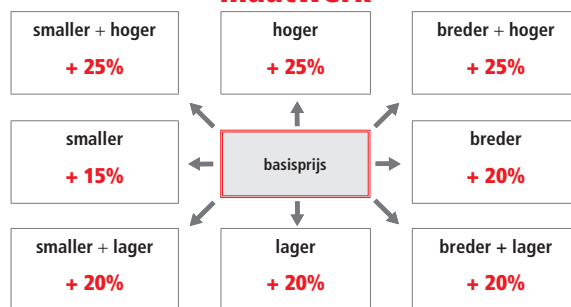 maatwerk
smaller + hoger
+ 25%
hoger
+ 25%
breder + hoger
+ 25%
smaller
+ 15%
basisprijs
breder
+ 20%
smaller + lager
+ 20%
lager
+ 20%
breder + lager
+ 20%